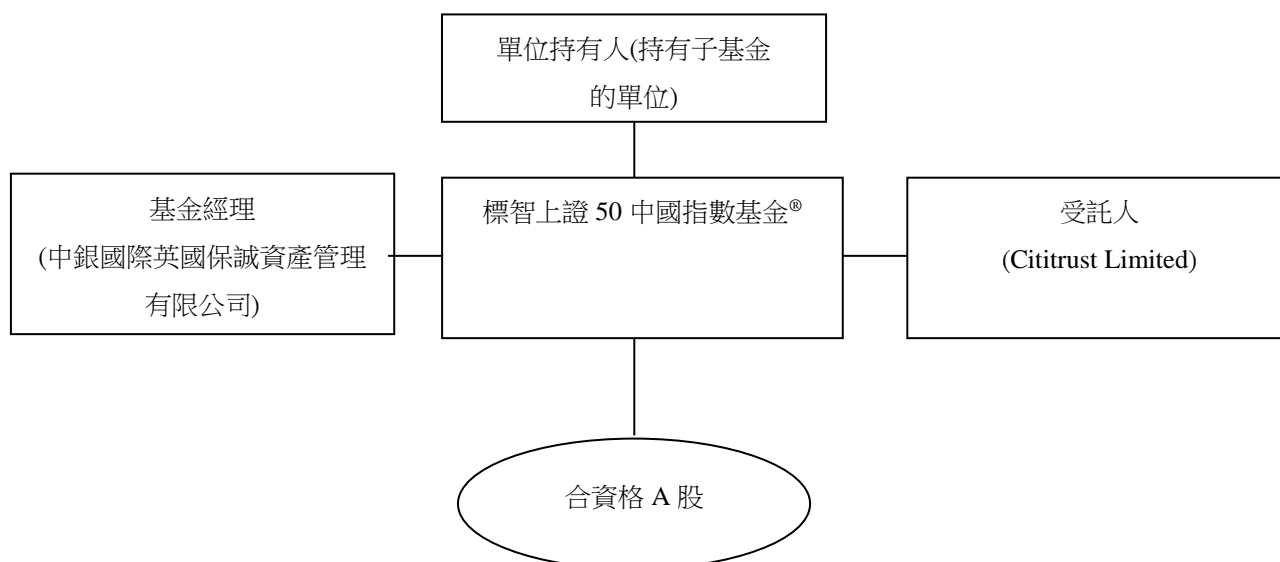 單位持有人(持有子基金
的單位)
基金經理
(中銀國際英國保誠資產管理
有限公司)
標智上證 50 中國指數基金®
受託人
(Cititrust Limited)
合資格 A 股